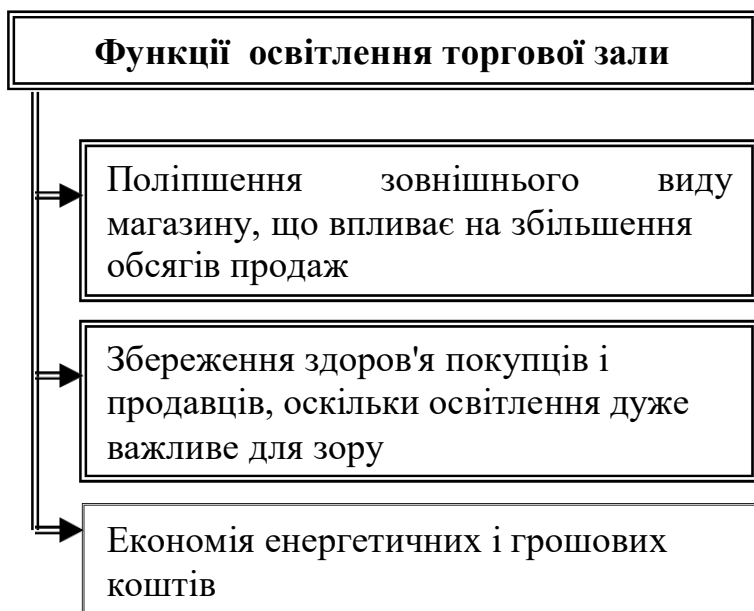 Функції освітлення торгової зали
Поліпшення зовнішнього виду
магазину, що впливає на збільшення
обсягів продаж
Збереження здоров'я покупців і
продавців, оскільки освітлення дуже
важливе для зору
Економія енергетичних і грошових
коштів